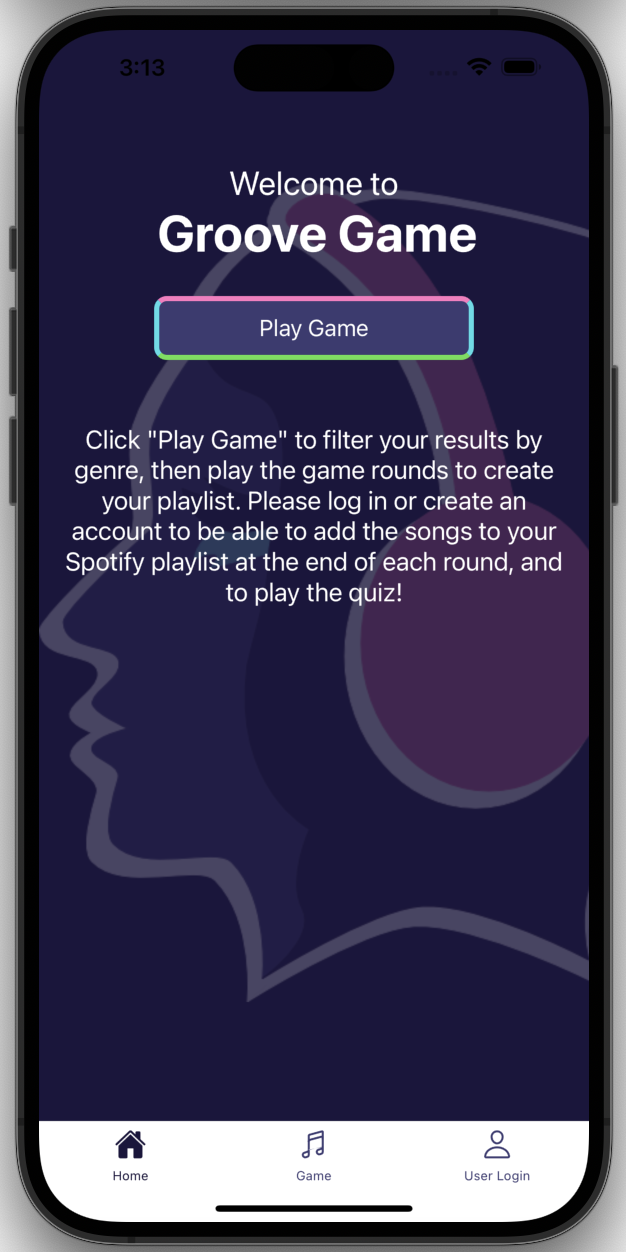 3:13
Welcome to
Groove Game
Play Game
Click "Play Game" to filter your results by
genre, then play the game rounds to create
your playlist. Please log in or create an
account to be able to add the songs to your
Spotify playlist at the end of each round, and
to play the quiz!
Home
Game
User Login